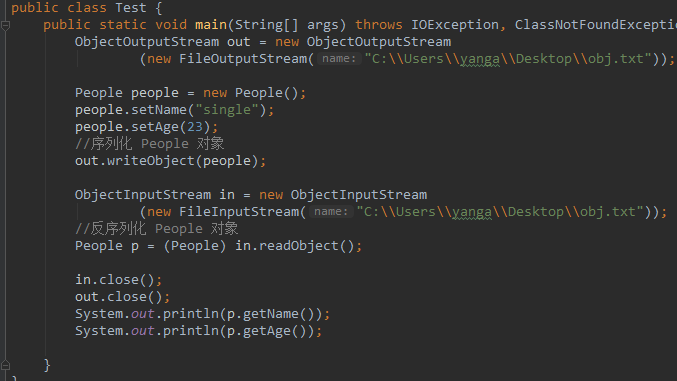 public class Test {
public static void main(String[] args) throws IOException, ClassNotFoundExceptio
ObjectOutputStream out = new ObjectOutputStream
(new FileOutputStream( name: "C:\\Users\\yanga\\Desktop\\obj.txt"));
People people = new People();
people.setName("single");
people.setAge(23);
//序列化 People 对象
out.writeObject(people);
ObjectInputStream in = new ObjectInputStream
(new FileInputStream( name: "C:\\Users\\yanga\\Desktop\\obj.txt"));
//反序列化 People 对象
People p = (People) in.readObject();
in.close();
out.close();
System.out.println(p.getName());
System.out.println(p.getAge());
}
}